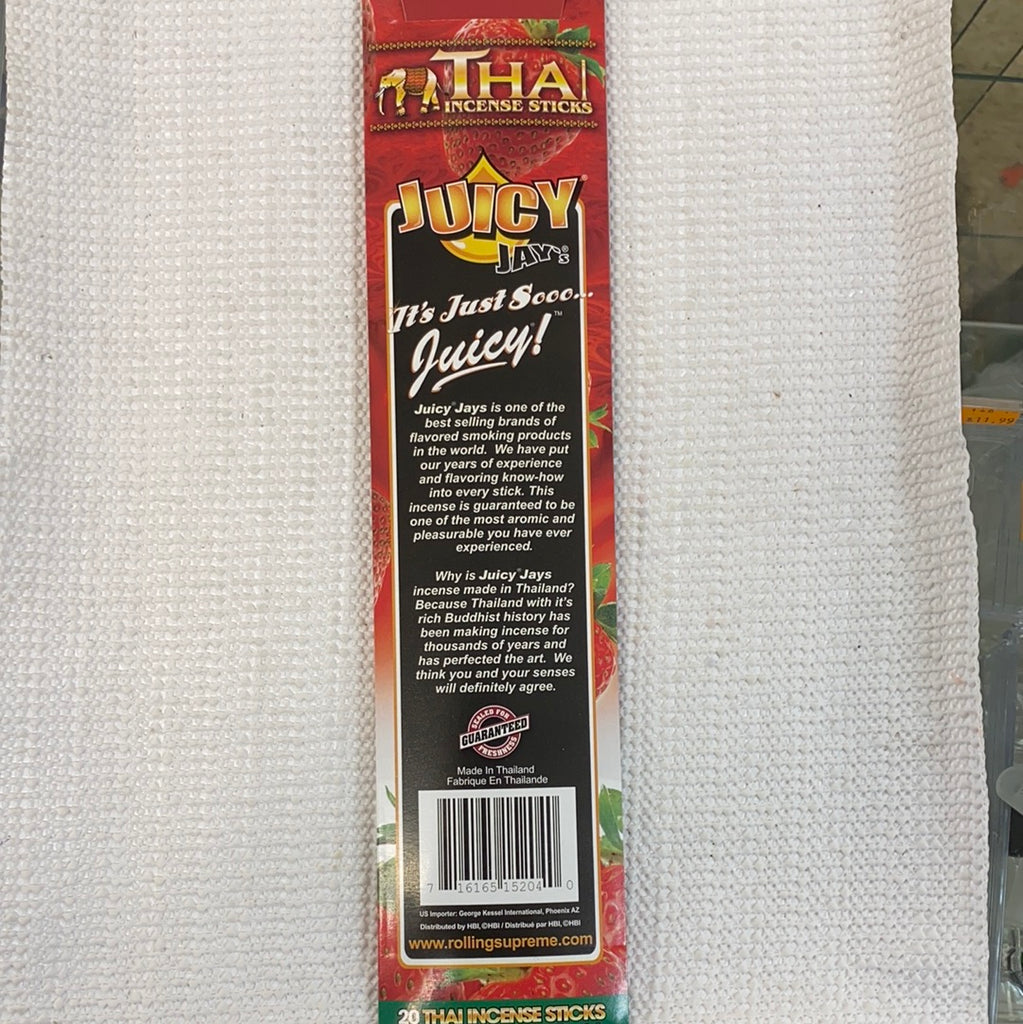 THAI
INCENSE STICKS
JUICY®
JAY'S®
It's Just Sooo...
Juicy!™
Juicy® Jays is one of the
best selling brands of
flavored smoking products
in the world. We have put
our years of experience
and flavoring know-how
into every stick. This
incense is guaranteed to be
one of the most aromic and
pleasurable you have ever
experienced.
Why is Juicy® Jays
incense made in Thailand?
Because Thailand with it's
rich Buddhist history has
been making incense for
thousands of years and
has perfected the art. We
think you and your senses
will definitely agree.
SEALED FOR
GUARANTEED
FRESHNESS
Made In Thailand
Fabrique En Thailande
7 16165 15204 0
US Importer: George Kessel International, Phoenix AZ
Distributed by HBI, ©HBI / Distribué par HBI, ©HBI
www.rollingsupreme.com
20 THAI INCENSE STICKS
11.99